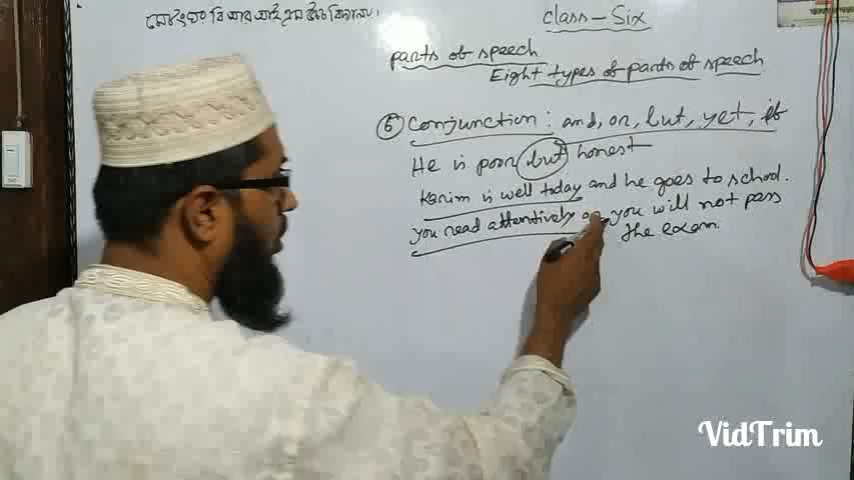 class - Six
parts of speech
Eight types of parts of speech
6 Conjunction : and, or, but, yet, if
He is poor but honest
Karim is well today and he goes to school.
you read attentively or you will not pass
the exam.
VidTrim